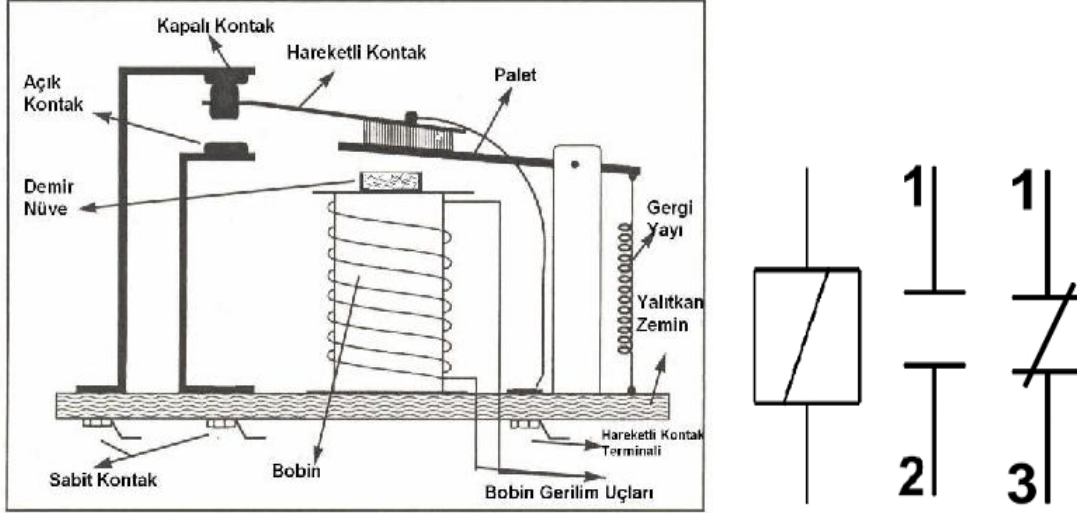 Kapalı Kontak
Hareketli Kontak
Açık
Kontak
Palet
Demir
Nüve
Gergi
Yayı
Yalıtkan
Zemin
Hareketli Kontak
Terminali
Sabit Kontak
Bobin
Bobin Gerilim Uçları
1
1
2
3